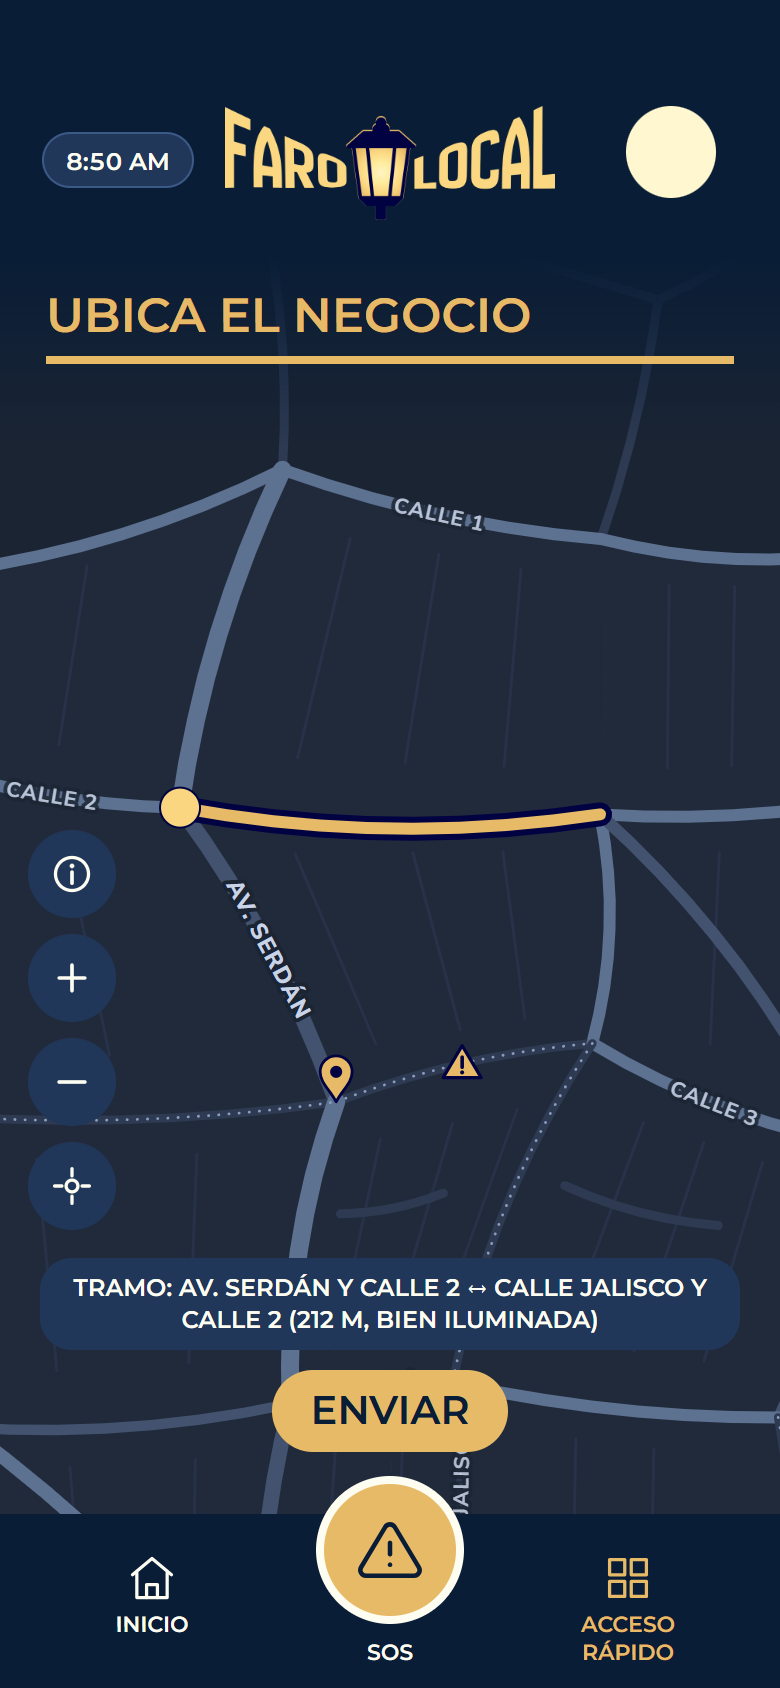 8:50 AM
FARO LOCAL
UBICA EL NEGOCIO
CALLE 1
CALLE 2
AV. SERDÁN
CALLE 3
TRAMO: AV. SERDÁN Y CALLE 2 ↔ CALLE JALISCO Y
CALLE 2 (212 M, BIEN ILUMINADA)
ENVIAR
JALISC
INICIO
SOS
ACCESO
RÁPIDO